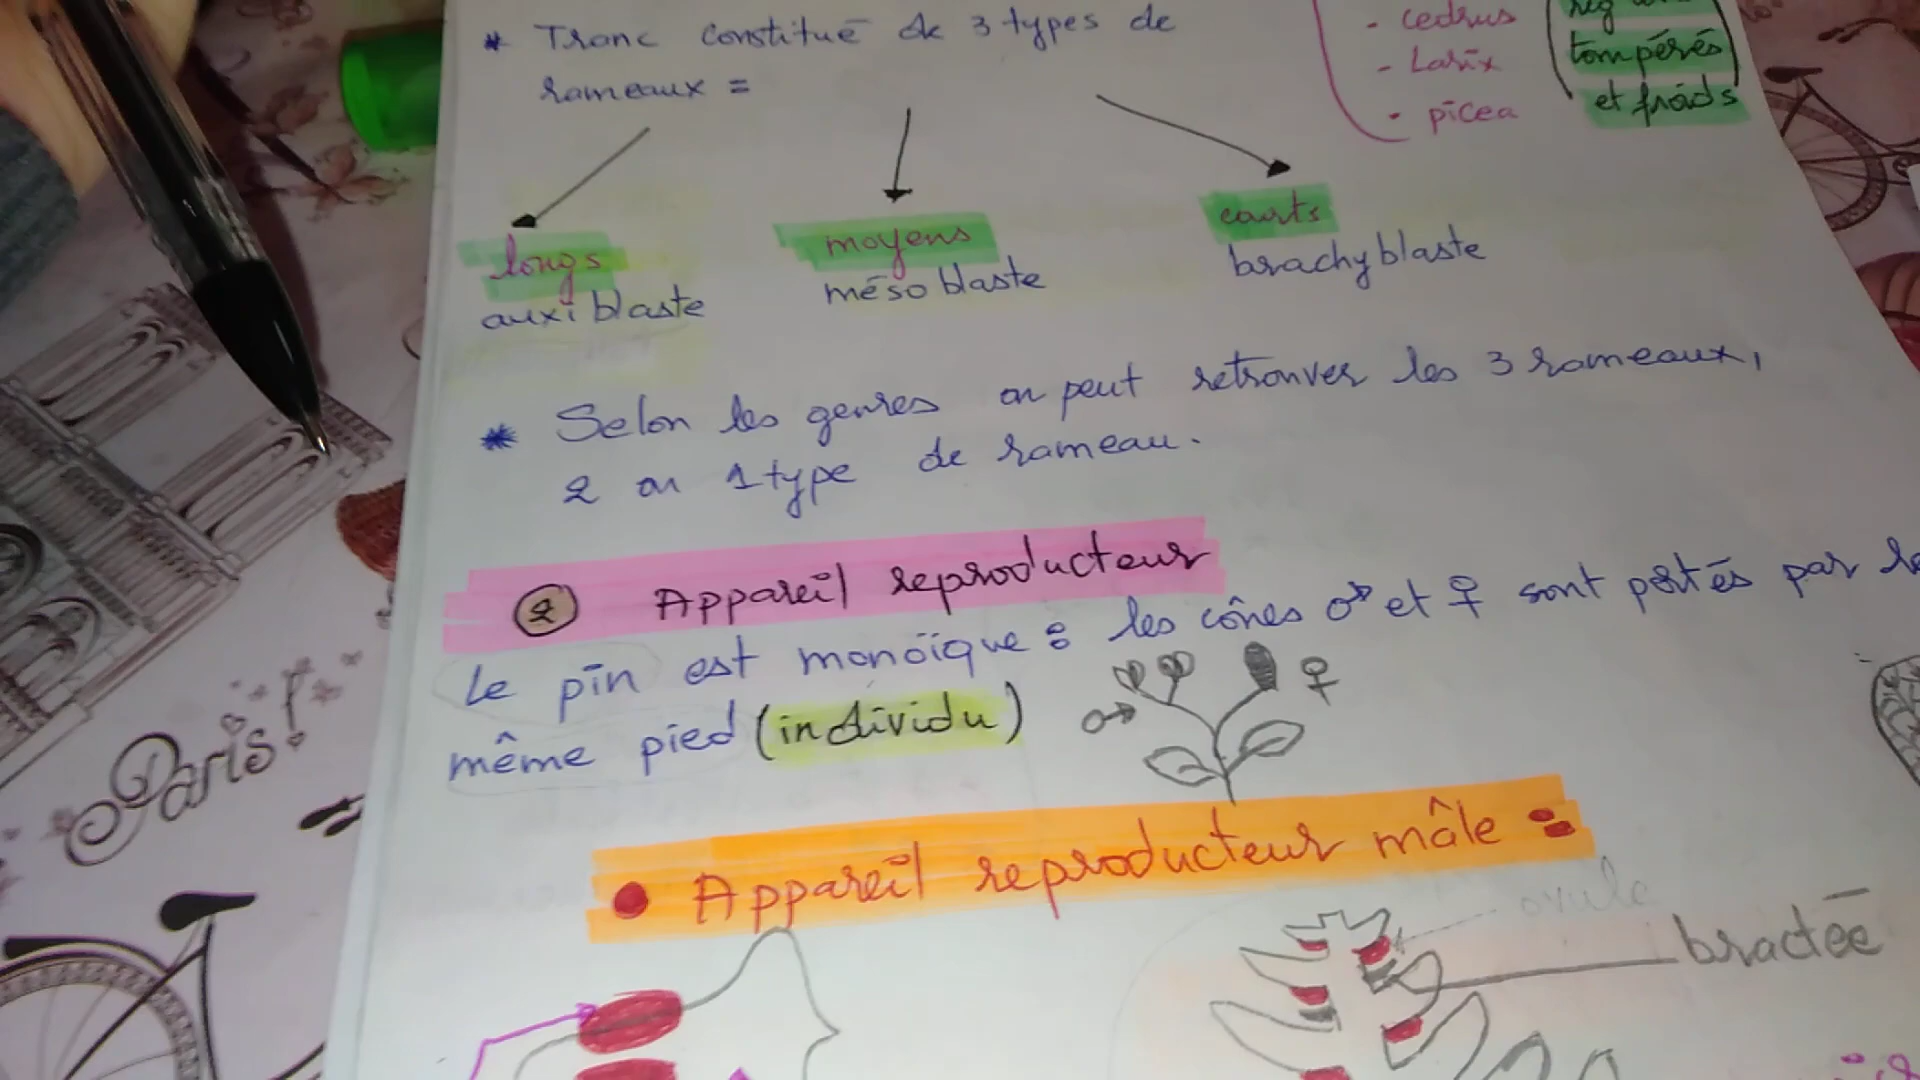 * Tronc constitué de 3 types de
rameaux =
- cedrus
- Larix
- picea
tempérés
et froids
longs
auxiblaste
moyens
mésoblaste
courts
brachyblaste
* Selon les genres on peut retrouver les 3 rameaux,
2 ou 1 type de rameau.
2 Appareil reproducteur
Le pin est monoïque : les cônes ♂ et ♀ sont portés par le
même pied (individu)
♂ ♀
• Appareil reproducteur mâle :
ovule
bractée
Paris!